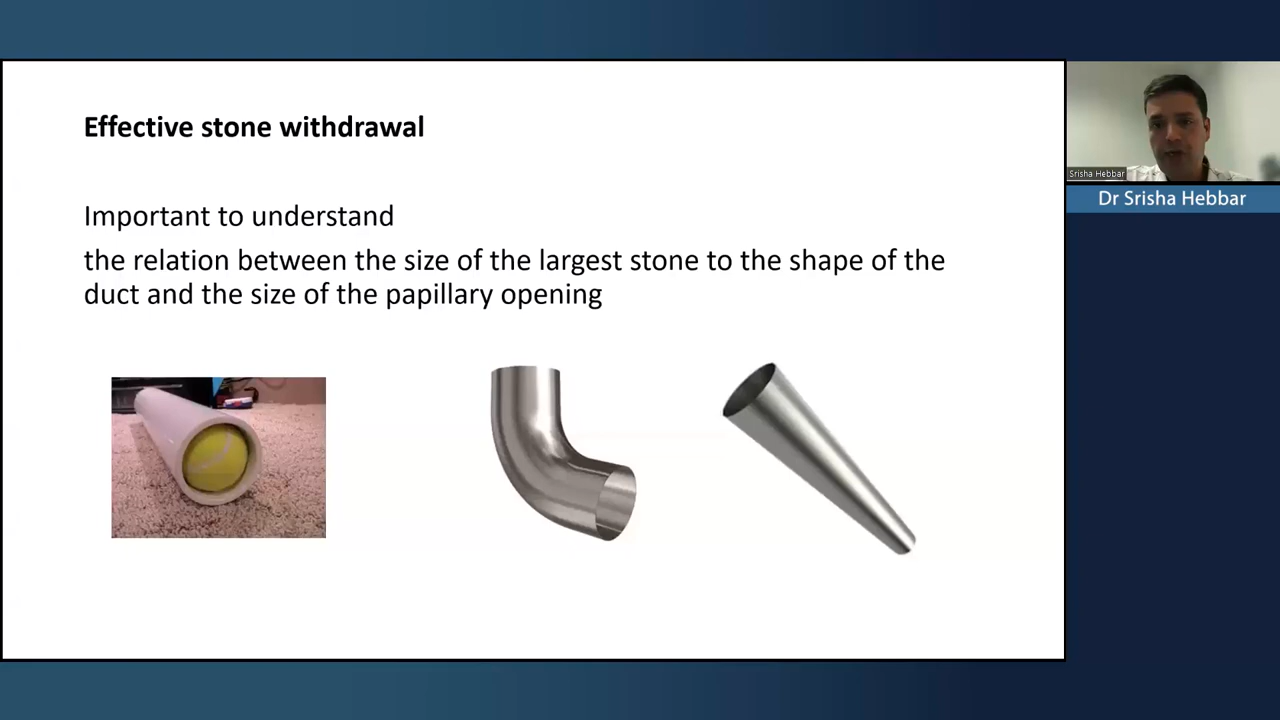 Effective stone withdrawal
Important to understand
the relation between the size of the largest stone to the shape of the
duct and the size of the papillary opening
Srisha Hebbar
Dr Srisha Hebbar